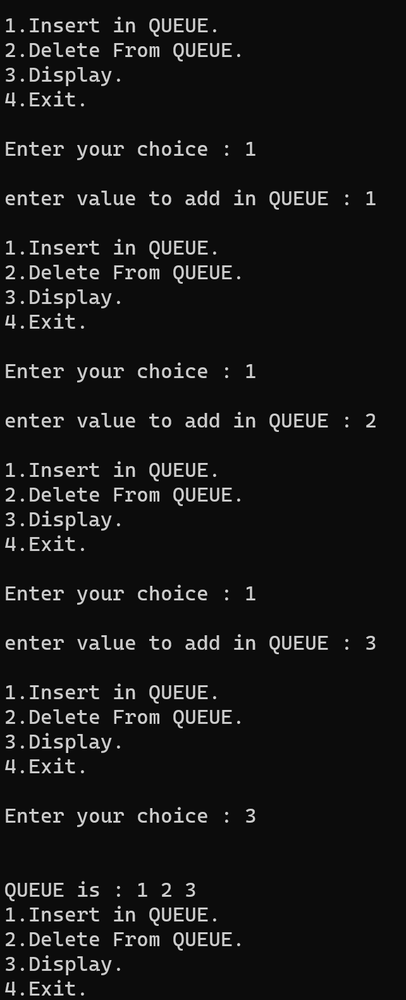 1.Insert in QUEUE.
2.Delete From QUEUE.
3.Display.
4.Exit.
Enter your choice : 1
enter value to add in QUEUE : 1
1.Insert in QUEUE.
2.Delete From QUEUE.
3.Display.
4.Exit.
Enter your choice : 1
enter value to add in QUEUE : 2
1.Insert in QUEUE.
2.Delete From QUEUE.
3.Display.
4.Exit.
Enter your choice : 1
enter value to add in QUEUE : 3
1.Insert in QUEUE.
2.Delete From QUEUE.
3.Display.
4.Exit.
Enter your choice : 3
QUEUE is : 1 2 3
1.Insert in QUEUE.
2.Delete From QUEUE.
3.Display.
4.Exit.